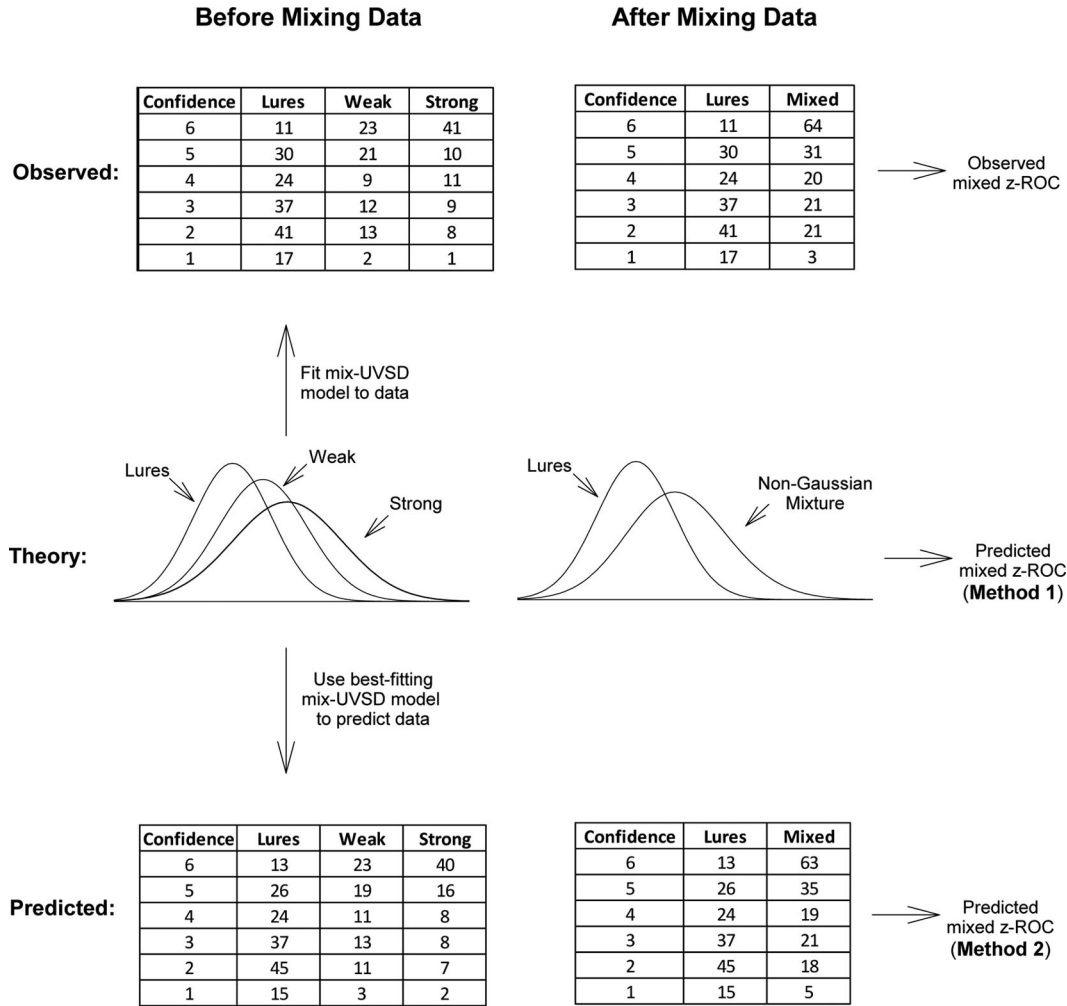 Before Mixing Data
After Mixing Data
Observed:
Confidence Lures Weak Strong
6 11 23 41
5 30 21 10
4 24 9 11
3 37 12 9
2 41 13 8
1 17 2 1
Confidence Lures Mixed
6 11 64
5 30 31
4 24 20
3 37 21
2 41 21
1 17 3
Observed
mixed z-ROC
Fit mix-UVSD
model to data
Theory:
Lures
Weak
Strong
Lures
Non-Gaussian
Mixture
Predicted
mixed z-ROC
(Method 1)
Use best-fitting
mix-UVSD model
to predict data
Predicted:
Confidence Lures Weak Strong
6 13 23 40
5 26 19 16
4 24 11 8
3 37 13 8
2 45 11 7
1 15 3 2
Confidence Lures Mixed
6 13 63
5 26 35
4 24 19
3 37 21
2 45 18
1 15 5
Predicted
mixed z-ROC
(Method 2)